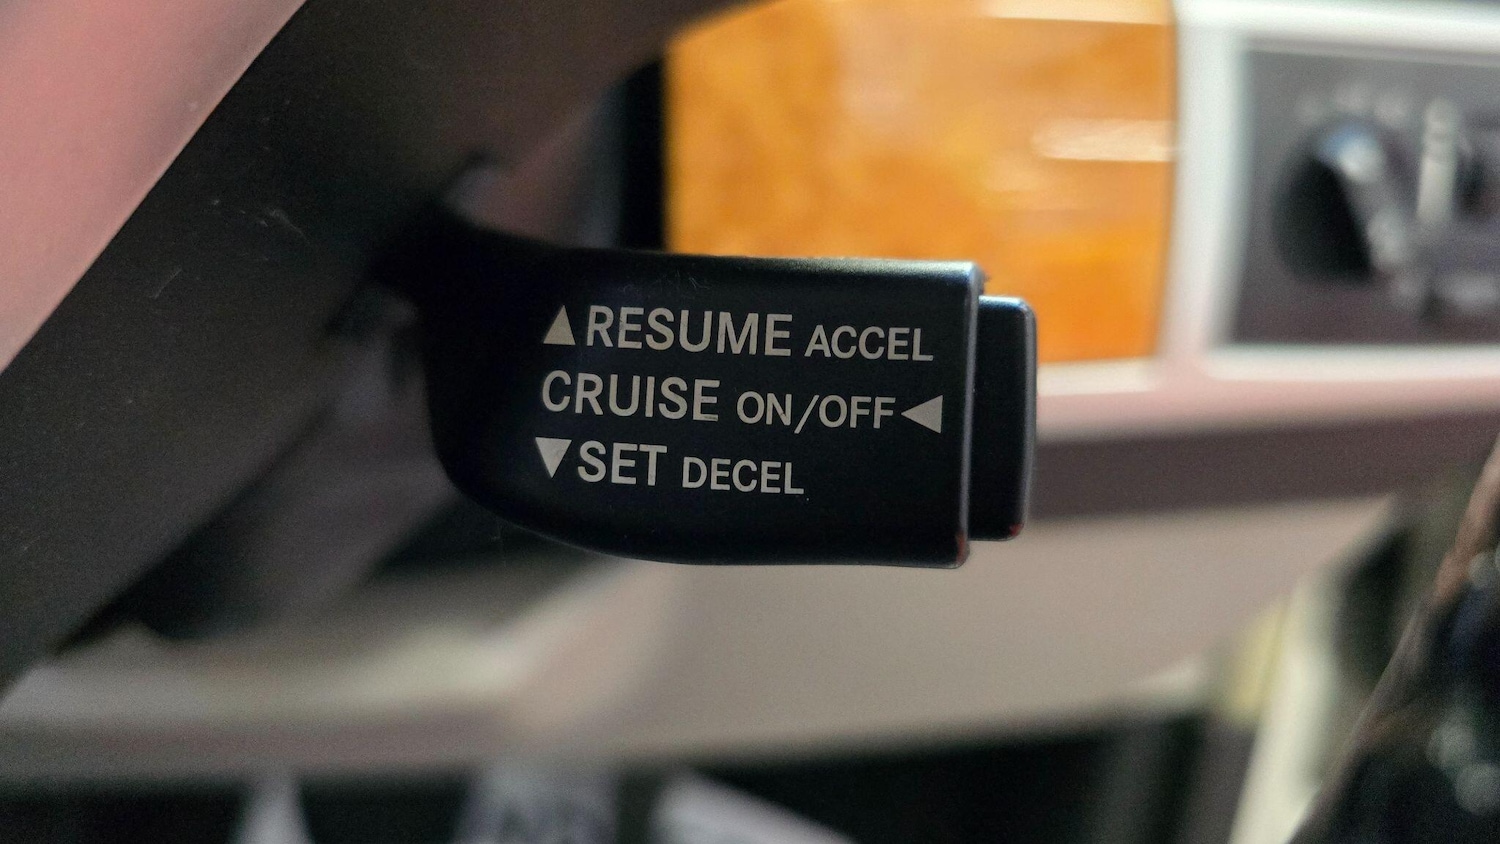 ▲RESUME ACCEL
CRUISE ON/OFF◀
▼SET DECEL